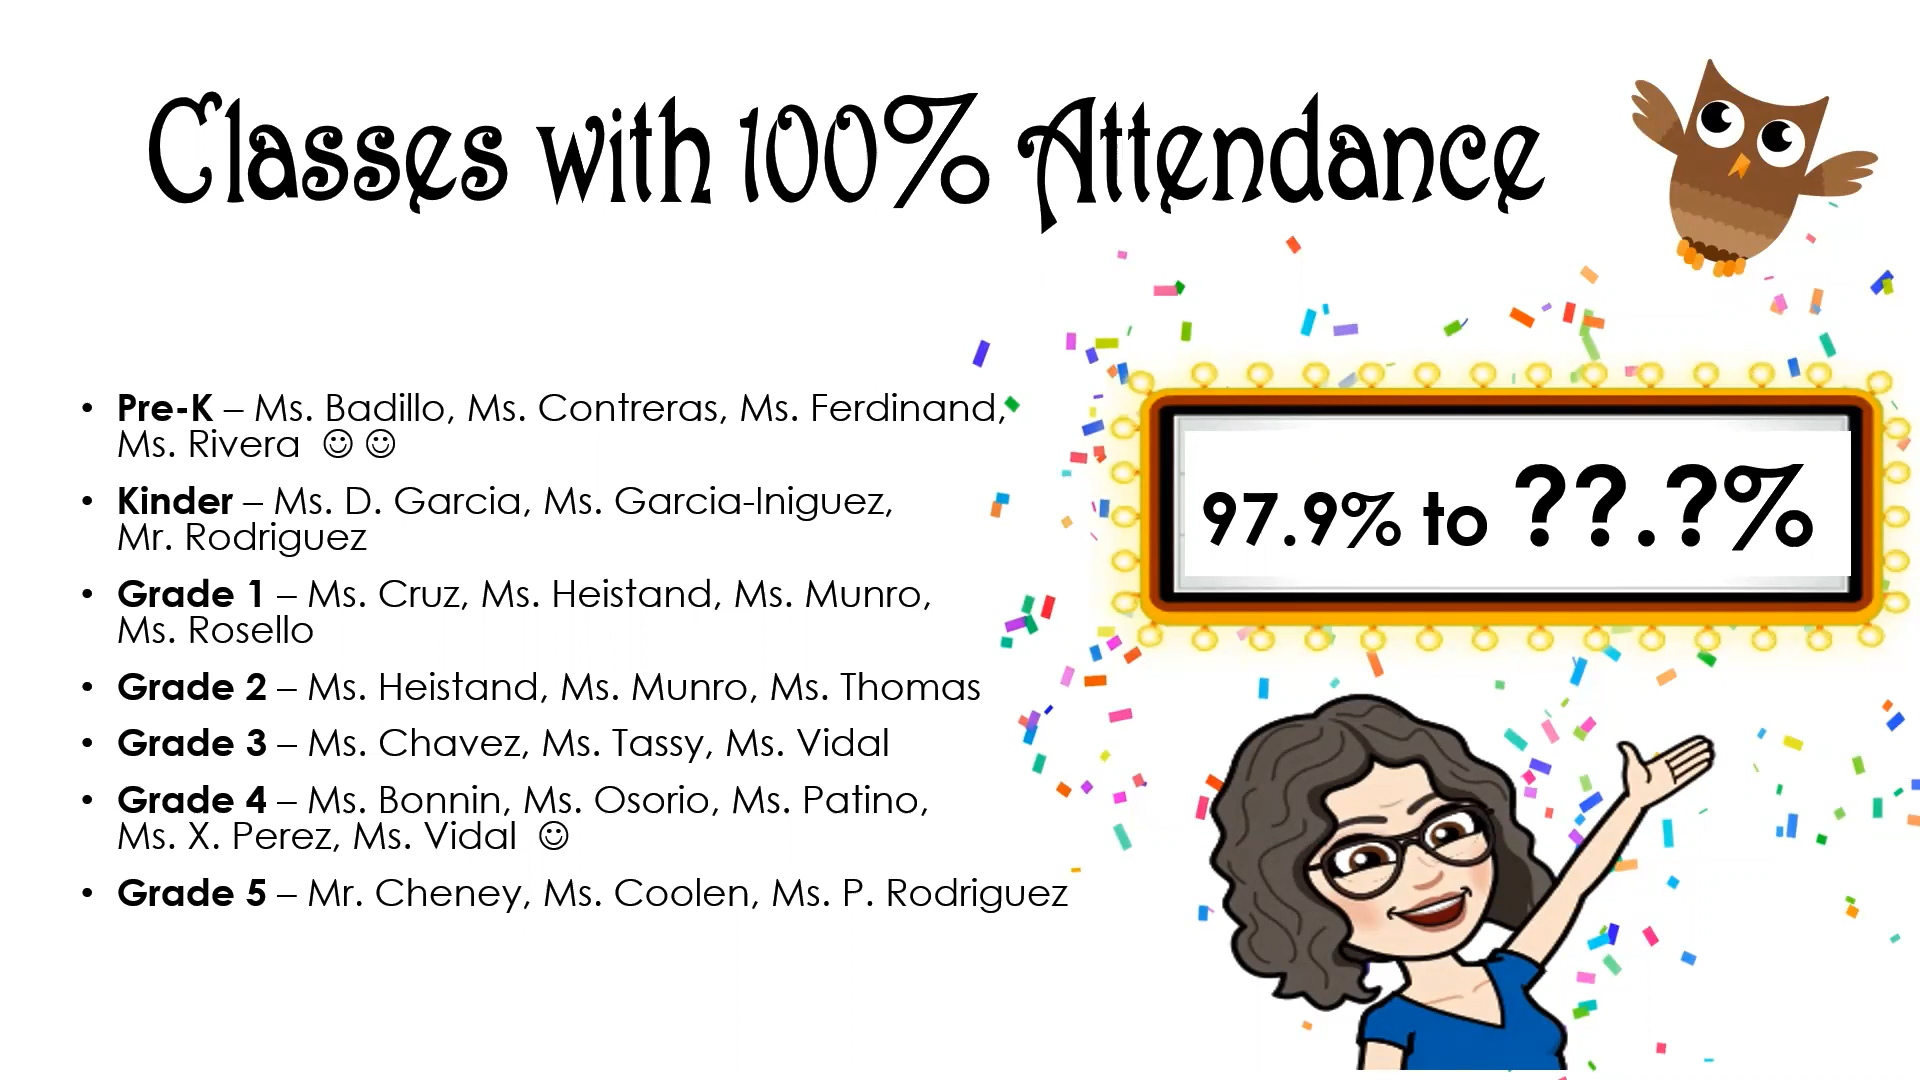 Classes with 100% Attendance
• Pre-K – Ms. Badillo, Ms. Contreras, Ms. Ferdinand,
Ms. Rivera ☺ ☺
• Kinder – Ms. D. Garcia, Ms. Garcia-Iniguez,
Mr. Rodriguez
• Grade 1 – Ms. Cruz, Ms. Heistand, Ms. Munro,
Ms. Rosello
• Grade 2 – Ms. Heistand, Ms. Munro, Ms. Thomas
• Grade 3 – Ms. Chavez, Ms. Tassy, Ms. Vidal
• Grade 4 – Ms. Bonnin, Ms. Osorio, Ms. Patino,
Ms. X. Perez, Ms. Vidal ☺
• Grade 5 – Mr. Cheney, Ms. Coolen, Ms. P. Rodriguez
97.9% to ??.?%